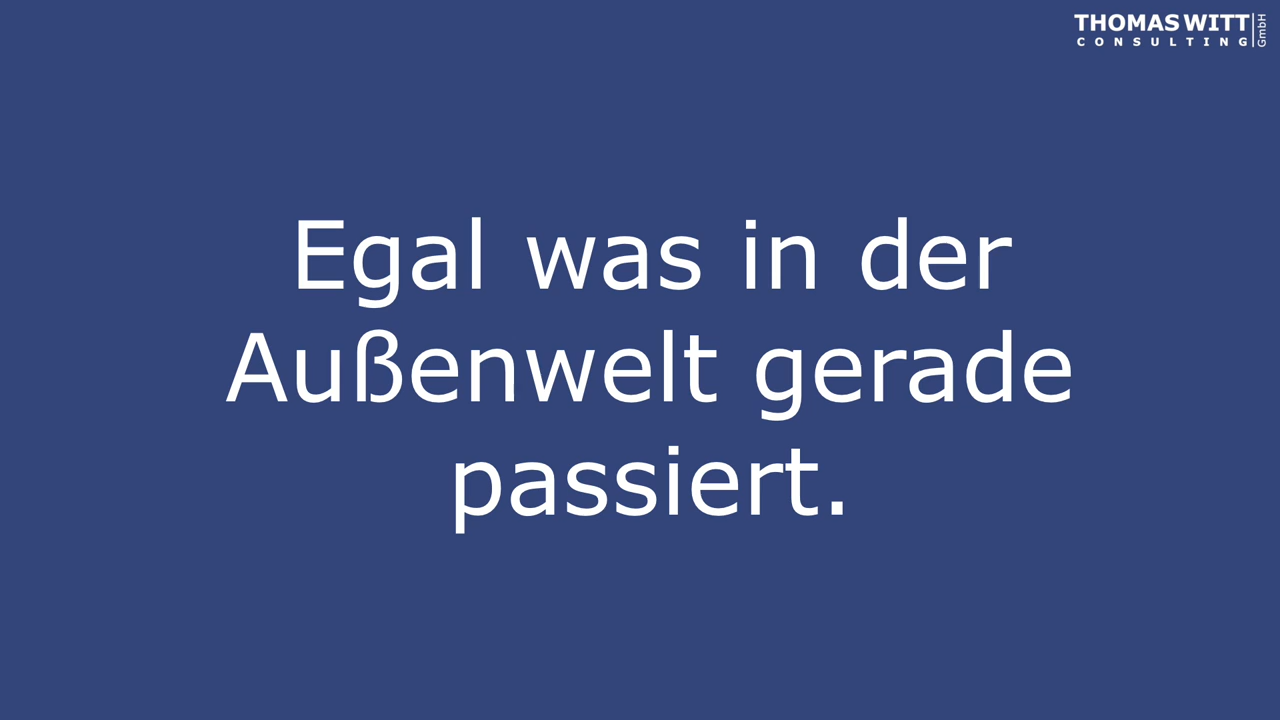 THOMAS WITT
CONSULTING
GmbH
Egal was in der
Außenwelt gerade
passiert.